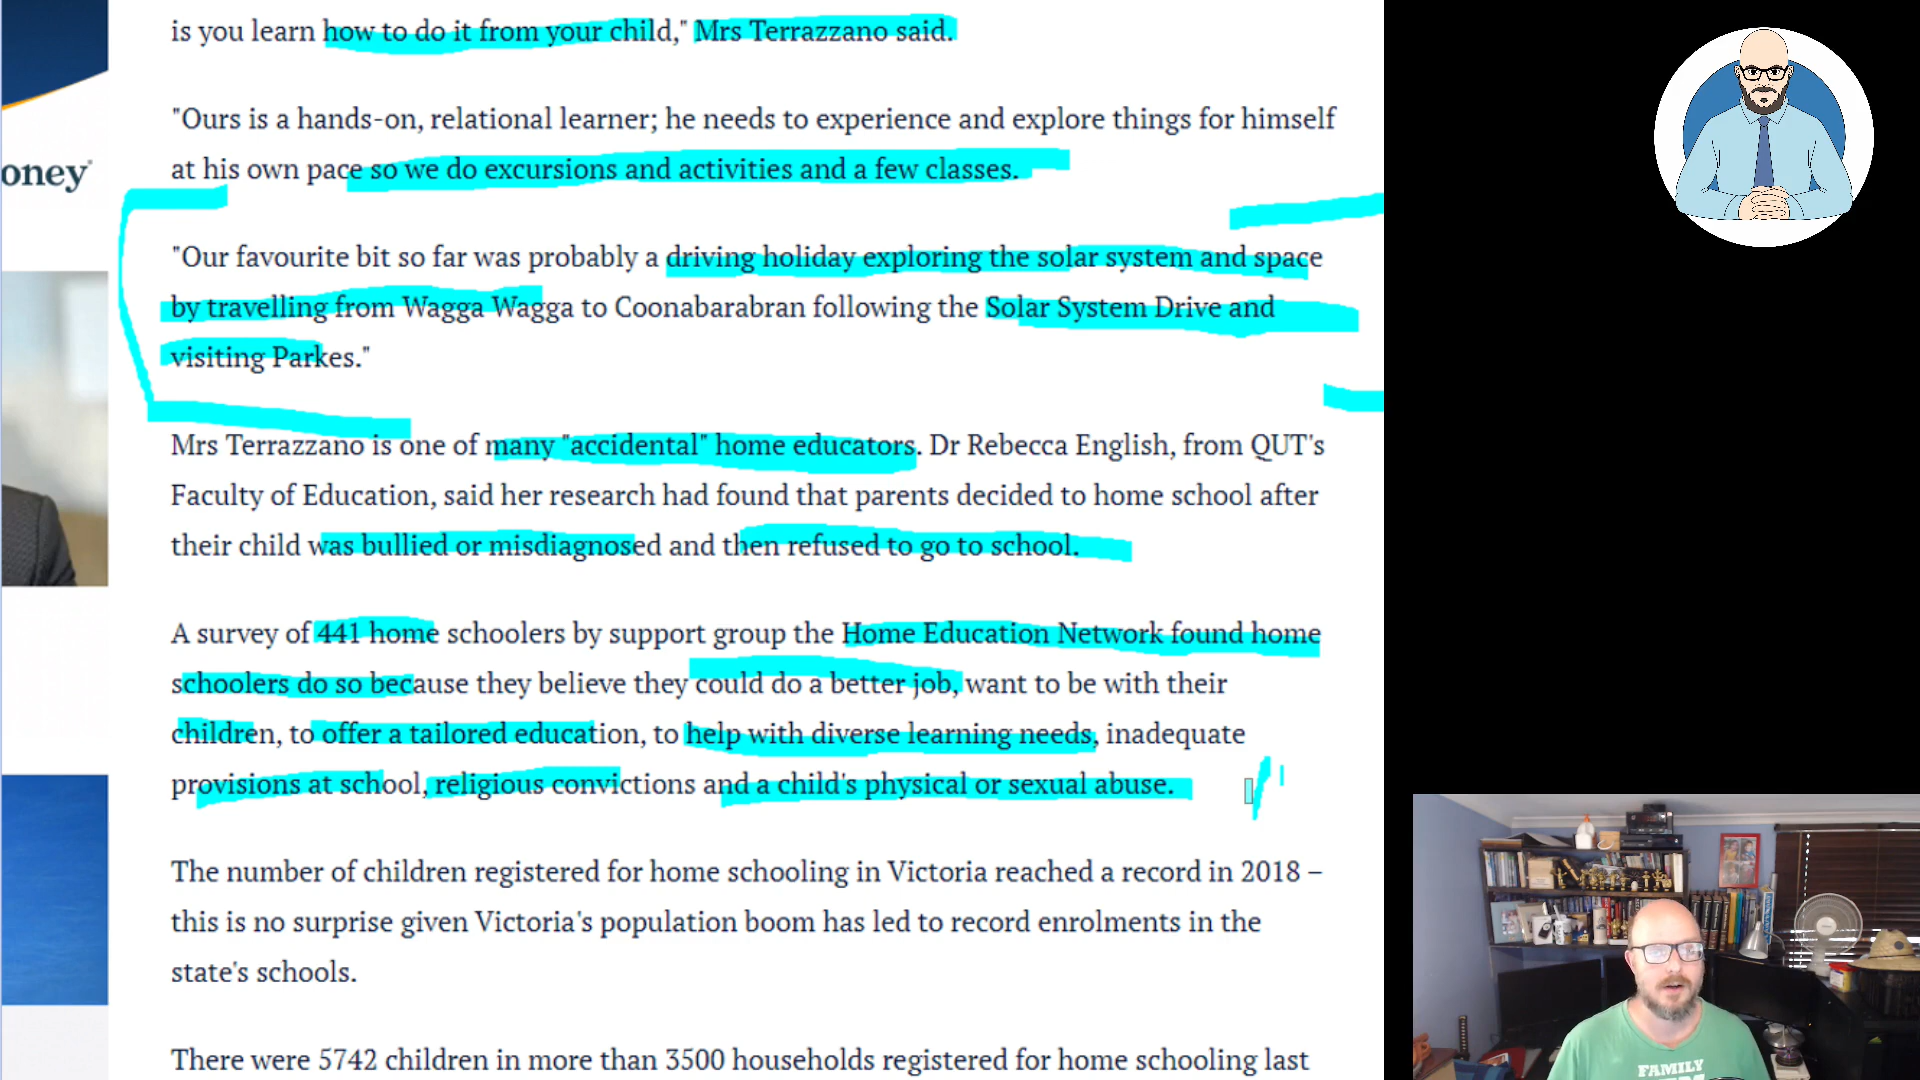 is you learn how to do it from your child," Mrs Terrazzano said.
"Ours is a hands-on, relational learner; he needs to experience and explore things for himself
at his own pace so we do excursions and activities and a few classes.
oney
"Our favourite bit so far was probably a driving holiday exploring the solar system and space
by travelling from Wagga Wagga to Coonabarabran following the Solar System Drive and
visiting Parkes."
Mrs Terrazzano is one of many "accidental" home educators. Dr Rebecca English, from QUT's
Faculty of Education, said her research had found that parents decided to home school after
their child was bullied or misdiagnosed and then refused to go to school.
A survey of 441 home schoolers by support group the Home Education Network found home
schoolers do so because they believe they could do a better job, want to be with their
children, to offer a tailored education, to help with diverse learning needs, inadequate
provisions at school, religious convictions and a child's physical or sexual abuse.
The number of children registered for home schooling in Victoria reached a record in 2018 –
this is no surprise given Victoria's population boom has led to record enrolments in the
state's schools.
There were 5742 children in more than 3500 households registered for home schooling last
FAMILY